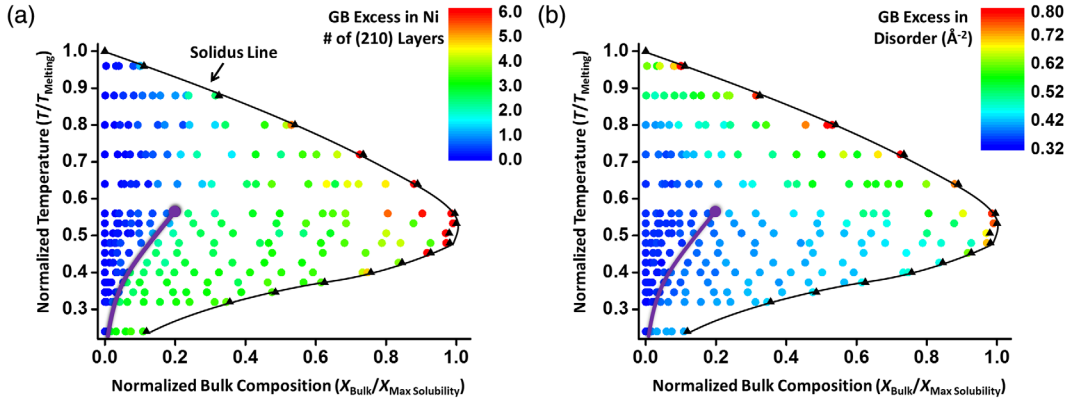 (a)
GB Excess in Ni
# of (210) Layers
6.0
5.0
4.0
3.0
2.0
1.0
0.0
Solidus Line
Normalized Temperature (T/TMelting)
1.0
0.9
0.8
0.7
0.6
0.5
0.4
0.3
0.0 0.2 0.4 0.6 0.8 1.0
Normalized Bulk Composition (XBulk/XMax Solubility)
(b)
GB Excess in
Disorder (Å-2)
0.80
0.72
0.62
0.52
0.42
0.32
Normalized Temperature (T/TMelting)
1.0
0.9
0.8
0.7
0.6
0.5
0.4
0.3
0.0 0.2 0.4 0.6 0.8 1.0
Normalized Bulk Composition (XBulk/XMax Solubility)